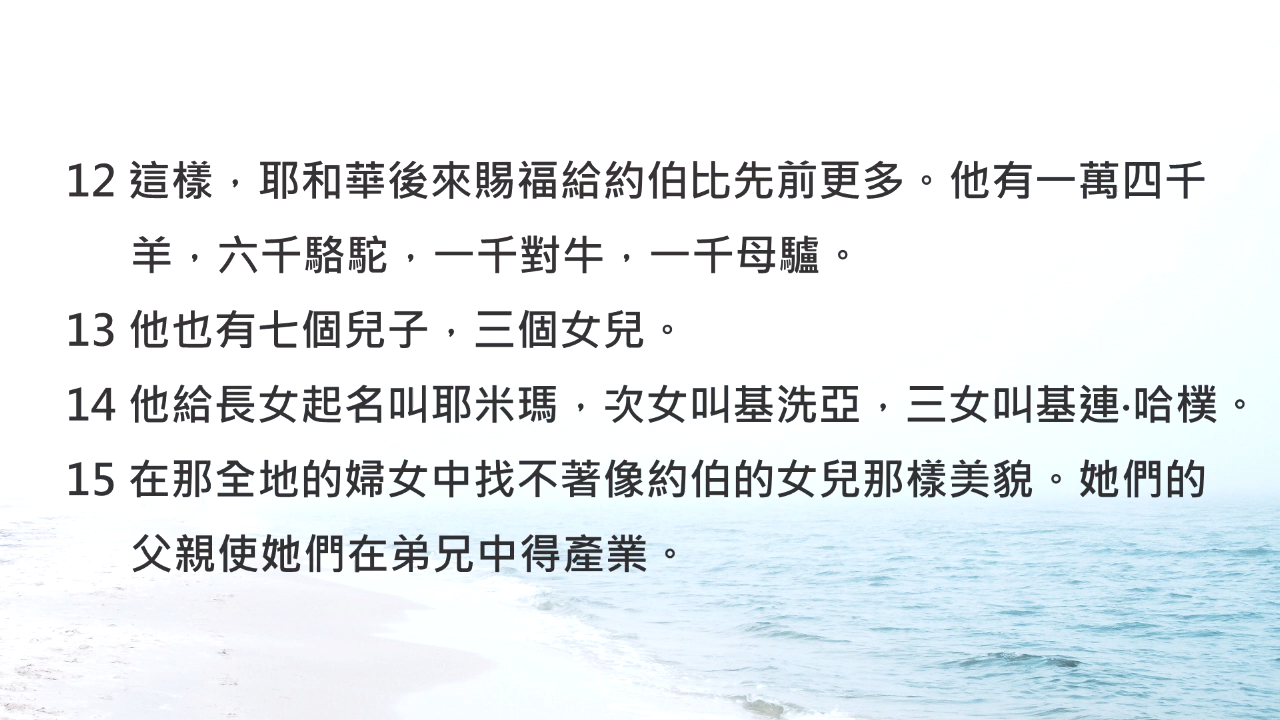 12 這樣，耶和華後來賜福給約伯比先前更多。他有一萬四千
羊，六千駱駝，一千對牛，一千母驢。
13 他也有七個兒子，三個女兒。
14 他給長女起名叫耶米瑪，次女叫基洗亞，三女叫基連·哈樸。
15 在那全地的婦女中找不著像約伯的女兒那樣美貌。她們的
父親使她們在弟兄中得產業。